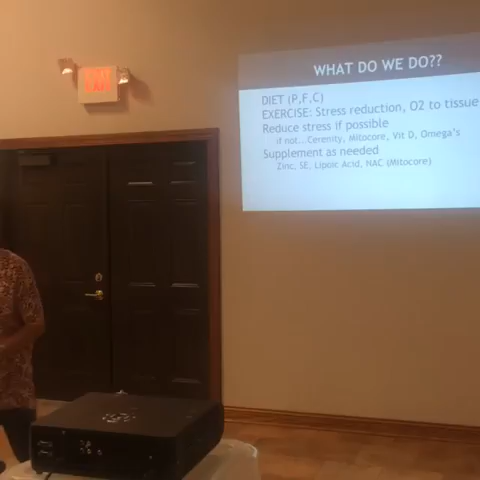 EXIT
WHAT DO WE DO??
DIET (P,F,C)
EXERCISE: Stress reduction, O2 to tissue
Reduce stress if possible
if not...Cerenity, Mitocore, Vit D, Omega's
Supplement as needed
Zinc, SE, Lipoic Acid, NAC (Mitocore)